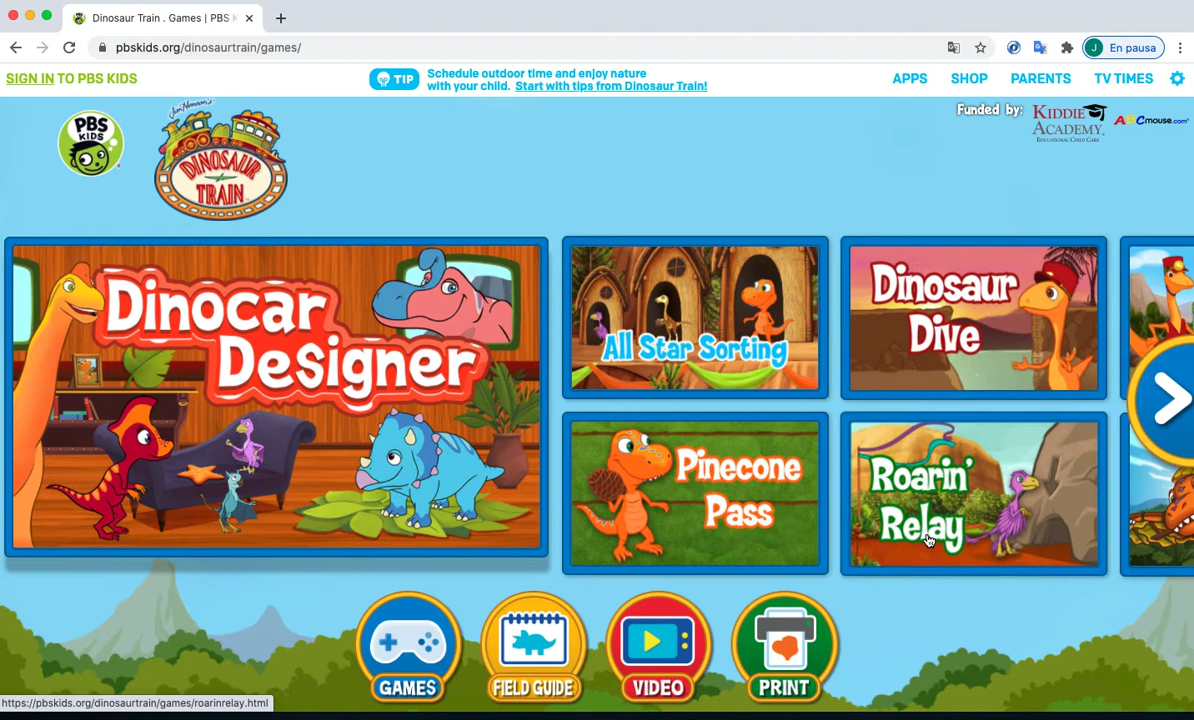 Dinosaur Train . Games | PBS K
pbskids.org/dinosaurtrain/games/
J En pausa
SIGN IN TO PBS KIDS
TIP
Schedule outdoor time and enjoy nature
with your child. Start with tips from Dinosaur Train!
APPS SHOP PARENTS TV TIMES
PBS
KIDS
Jim Henson's
DINOSAUR
TRAIN
Funded by:
KIDDIE
ACADEMY
EDUCATIONAL CHILD CARE
ABCmouse.com
Dinocar
Designer
All Star Sorting
Dinosaur
Dive
Pinecone
Pass
Roarin'
Relay
GAMES
FIELD GUIDE
VIDEO
PRINT
https://pbskids.org/dinosaurtrain/games/roarinrelay.html